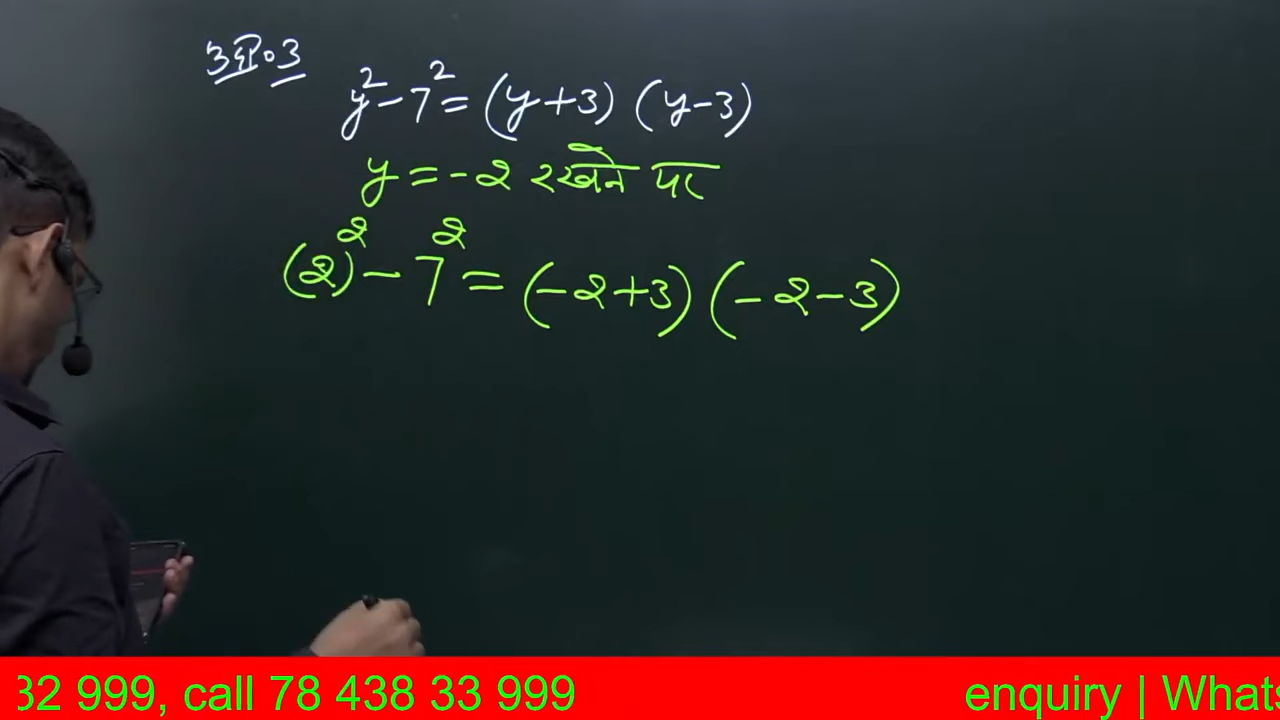 उदा०3
y² - 7² = (y+3) (y-3)
y = -2 रखने पर
(2)² - 7² = (-2+3) (-2-3)
32 999, call 78 438 33 999 enquiry | Whats